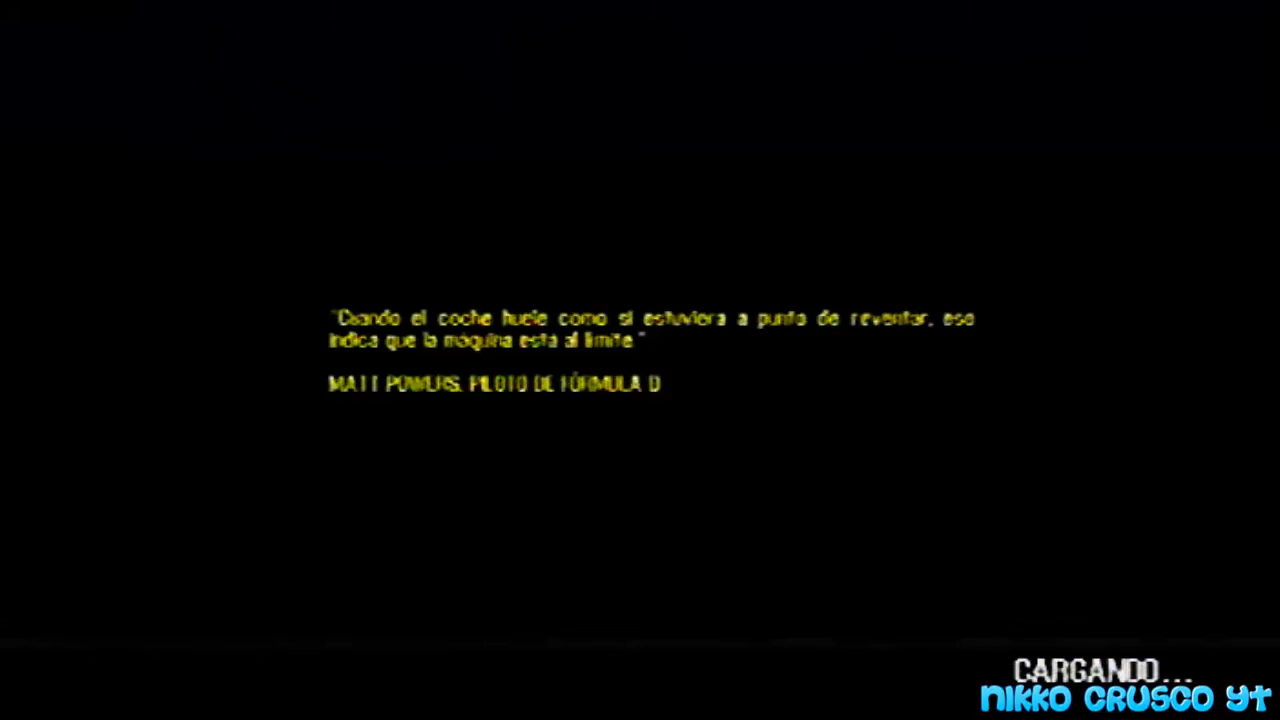 "Cuando el coche huele como si estuviera a punto de reventar, eso
indica que la máquina está al límite."
MATT POWERS, PILOTO DE FÓRMULA D
CARGANDO...
NIKKO CRUSCO YT